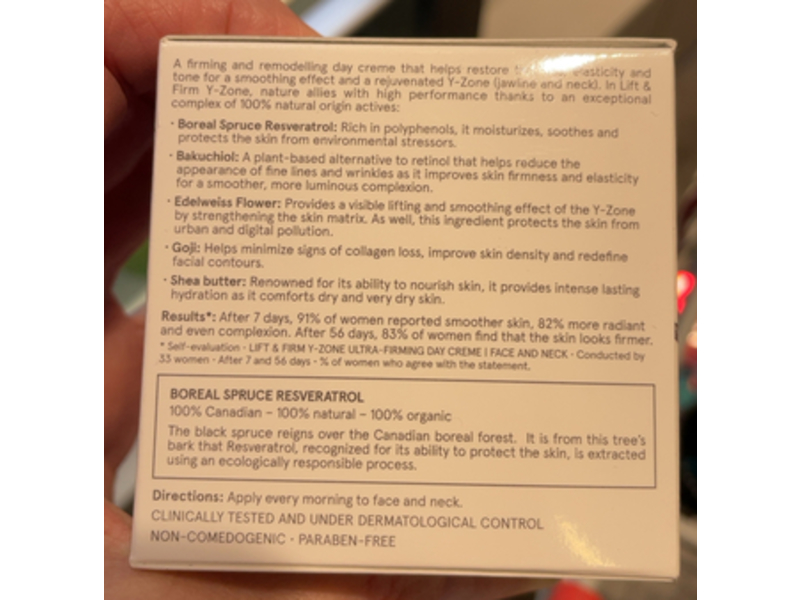 A firming and remodelling day creme that helps restore elasticity and
tone for a smoothing effect and a rejuvenated Y-Zone (jawline and neck). In Lift &
Firm Y-Zone, nature allies with high performance thanks to an exceptional
complex of 100% natural origin actives:
· Boreal Spruce Resveratrol: Rich in polyphenols, it moisturizes, soothes and
protects the skin from environmental stressors.
· Bakuchiol: A plant-based alternative to retinol that helps reduce the
appearance of fine lines and wrinkles as it improves skin firmness and elasticity
for a smoother, more luminous complexion.
· Edelweiss Flower: Provides a visible lifting and smoothing effect of the Y-Zone
by strengthening the skin matrix. As well, this ingredient protects the skin from
urban and digital pollution.
· Goji: Helps minimize signs of collagen loss, improve skin density and redefine
facial contours.
· Shea butter: Renowned for its ability to nourish skin, it provides intense lasting
hydration as it comforts dry and very dry skin.
Results*: After 7 days, 91% of women reported smoother skin, 82% more radiant
and even complexion. After 56 days, 83% of women find that the skin looks firmer.
* Self-evaluation · LIFT & FIRM Y-ZONE ULTRA-FIRMING DAY CREME | FACE AND NECK · Conducted by
33 women · After 7 and 56 days · % of women who agree with the statement.
BOREAL SPRUCE RESVERATROL
100% Canadian – 100% natural – 100% organic
The black spruce reigns over the Canadian boreal forest. It is from this tree's
bark that Resveratrol, recognized for its ability to protect the skin, is extracted
using an ecologically responsible process.
Directions: Apply every morning to face and neck.
CLINICALLY TESTED AND UNDER DERMATOLOGICAL CONTROL
NON-COMEDOGENIC · PARABEN-FREE